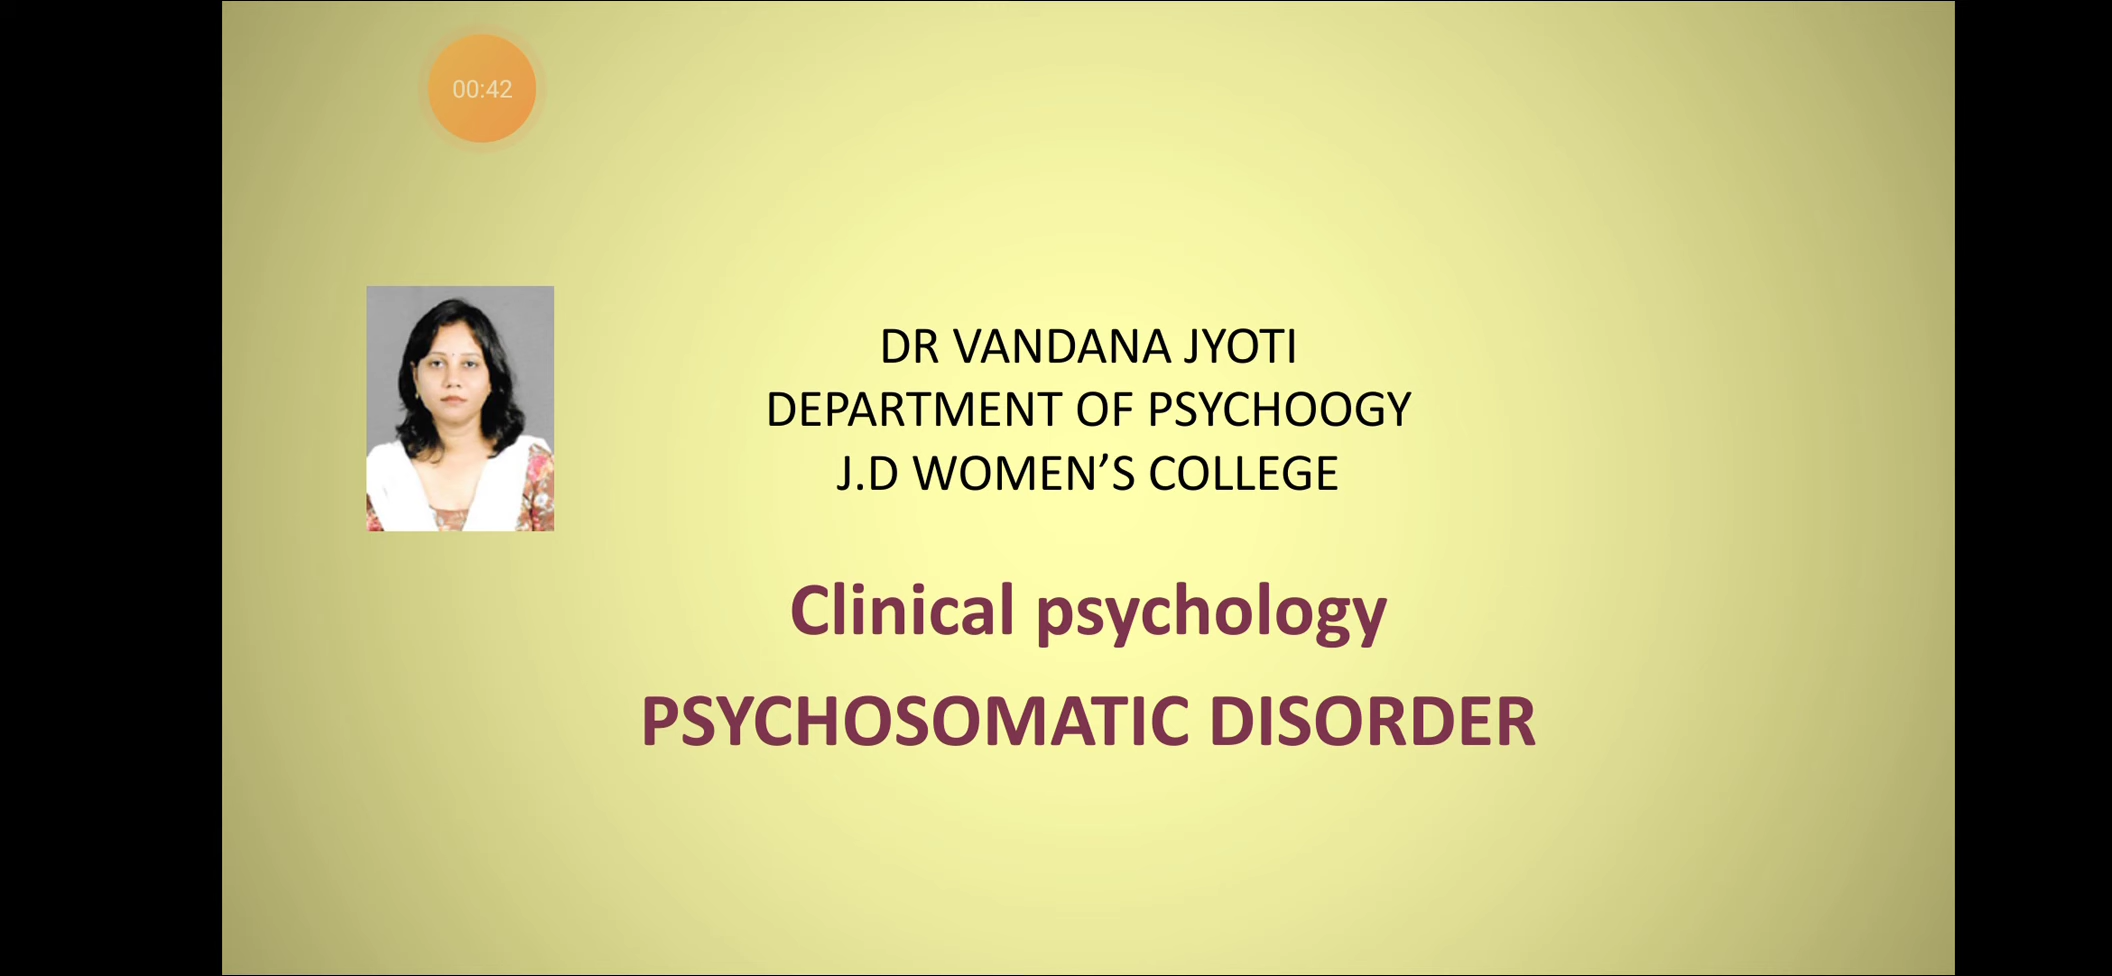 00:42
DR VANDANA JYOTI
DEPARTMENT OF PSYCHOOGY
J.D WOMEN’S COLLEGE
Clinical psychology
PSYCHOSOMATIC DISORDER